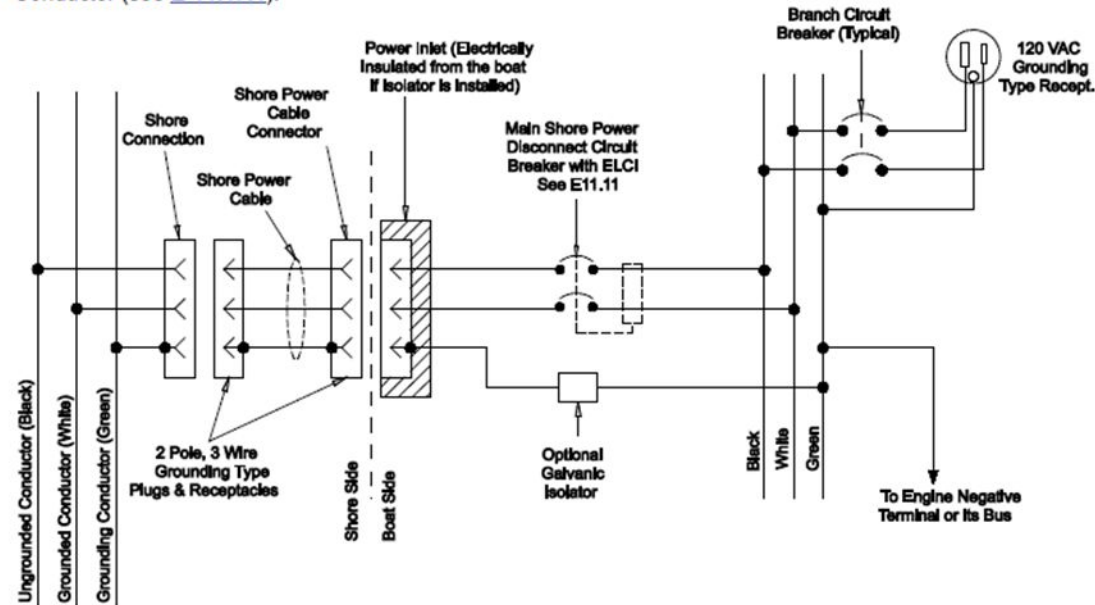 Branch Circuit
Breaker (Typical)
120 VAC
Grounding
Type Recept.
Power Inlet (Electrically
Insulated from the boat
If Isolator is Installed)
Shore Power
Cable
Connector
Shore
Connection
Main Shore Power
Disconnect Circuit
Breaker with ELCI
See E11.11
Shore Power
Cable
2 Pole, 3 Wire
Grounding Type
Plugs & Receptacles
Optional
Galvanic
Isolator
To Engine Negative
Terminal or Its Bus
Ungrounded Conductor (Black)
Grounded Conductor (White)
Grounding Conductor (Green)
Shore Side
Boat Side
Black
White
Green